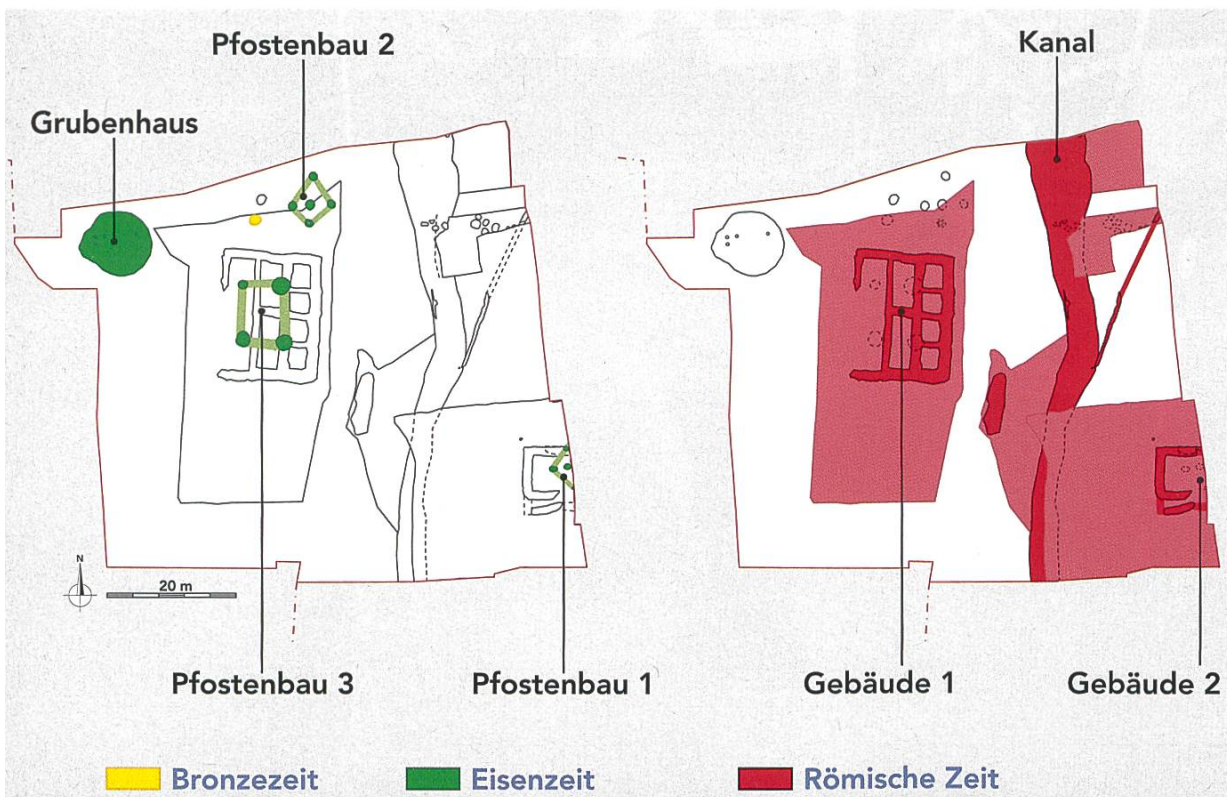 Pfostenbau 2
Kanal
Grubenhaus
N
20 m
Pfostenbau 3
Pfostenbau 1
Gebäude 1
Gebäude 2
Bronzezeit
Eisenzeit
Römische Zeit